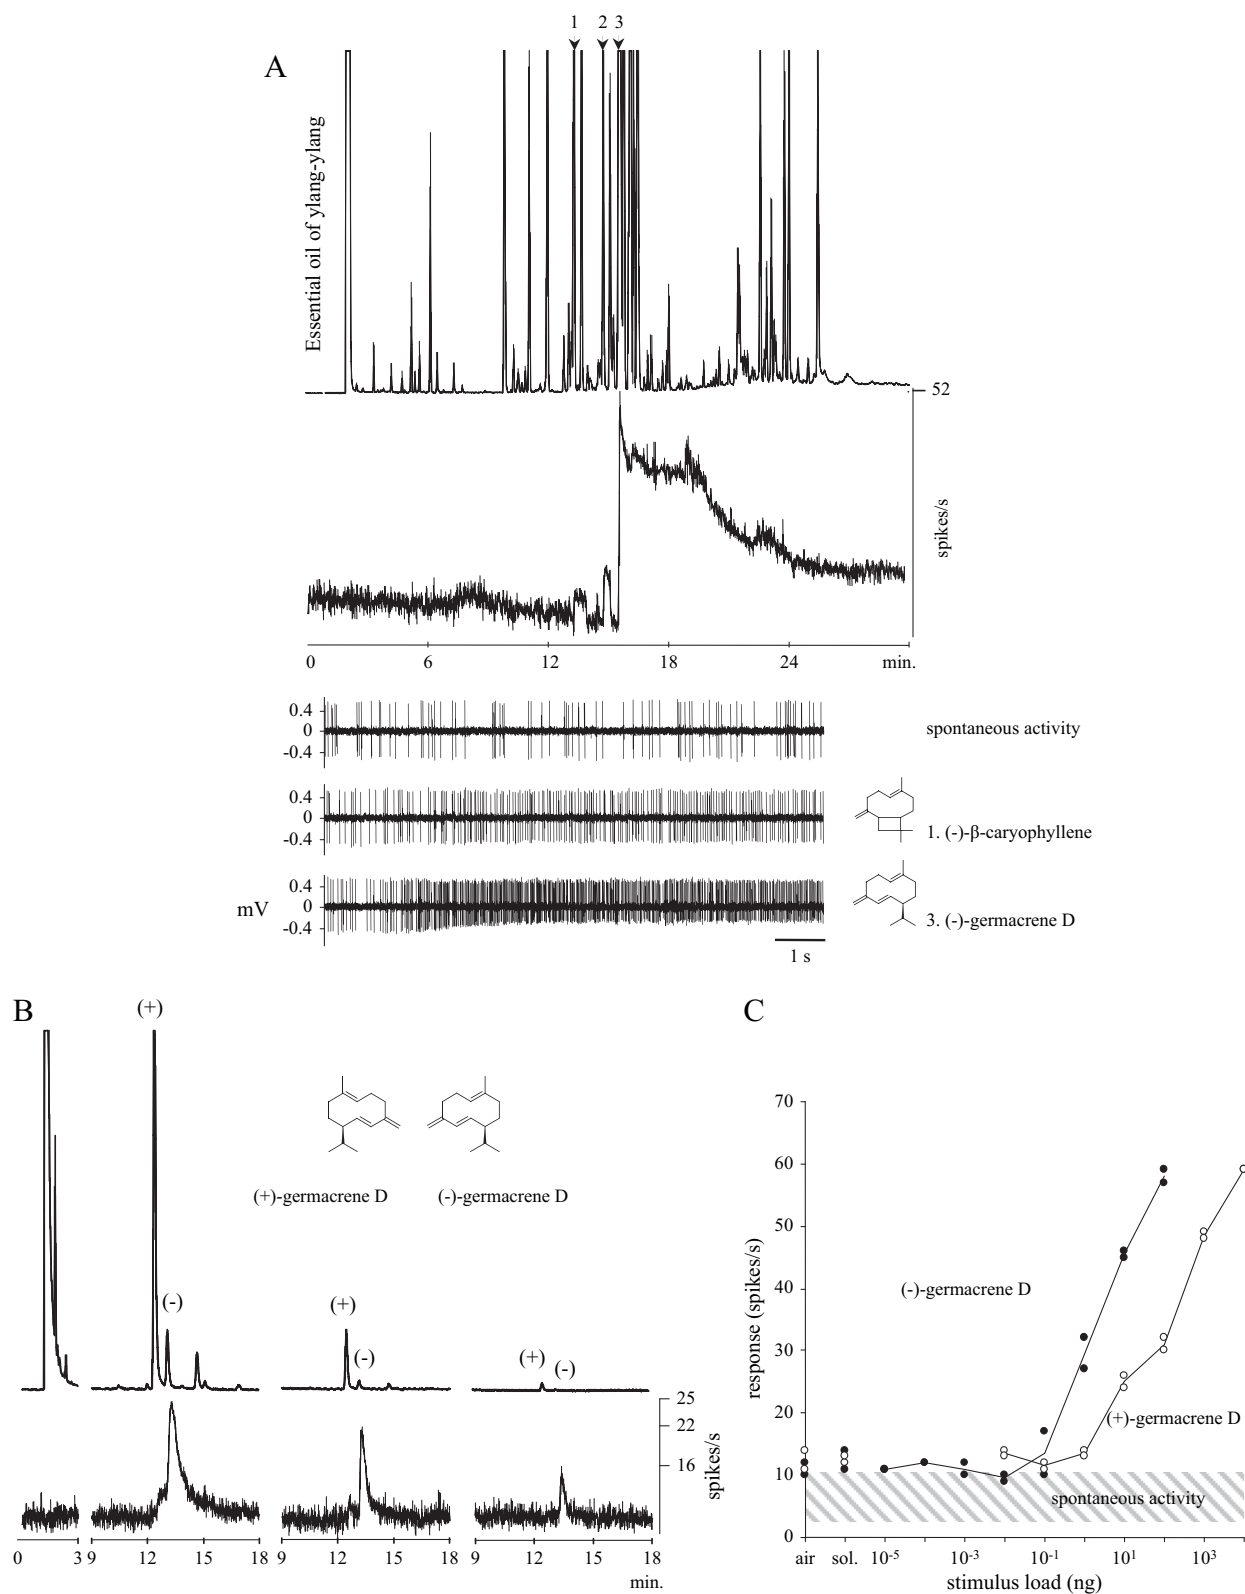 1 2 3
A
Essential oil of ylang-ylang
52
spikes/s
0 6 12 18 24 min.
0.4
0
-0.4
spontaneous activity
0.4
0
-0.4
1. (-)-β-caryophyllene
mV
0.4
0
-0.4
3. (-)-germacrene D
1 s
B
(+)
(-)
(+)
(-)
(+)
(-)
(+)-germacrene D
(-)-germacrene D
25
22
16
spikes/s
0 3 9 12 15 18 9 12 15 18 9 12 15 18
min.
C
70
60
50
40
30
20
10
0
response (spikes/s)
(-)-germacrene D
(+)-germacrene D
spontaneous activity
air sol. 10-5 10-3 10-1 101 103
stimulus load (ng)